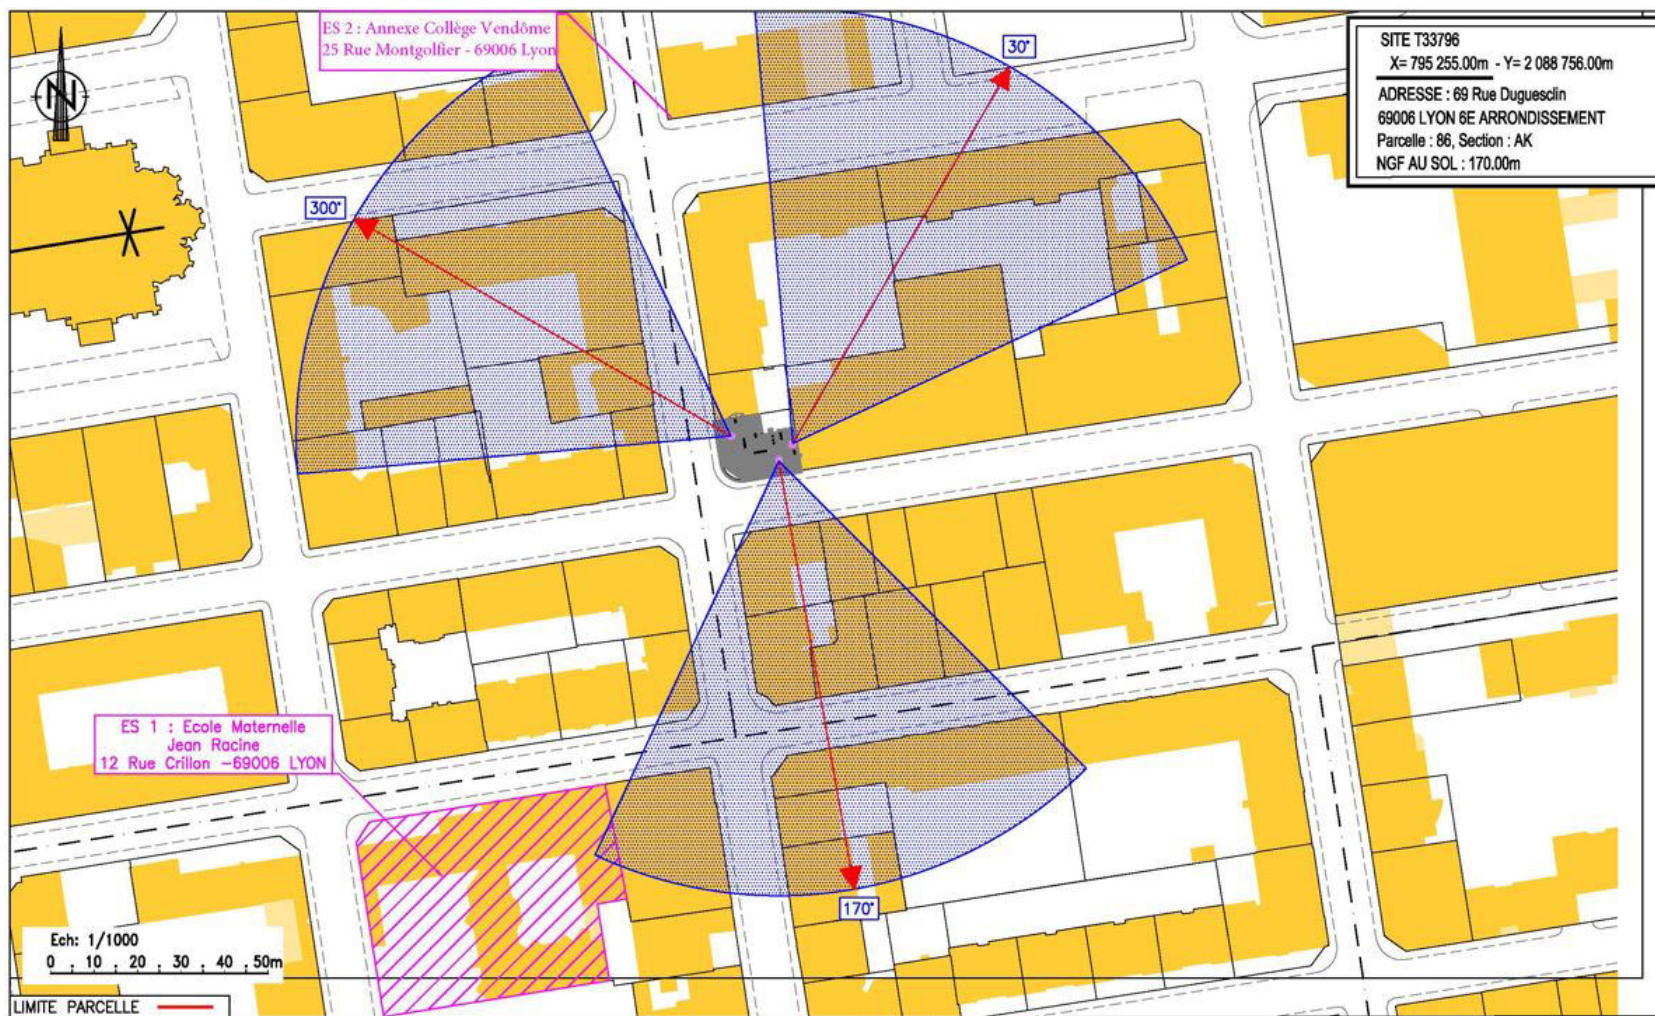 ES 2 : Annexe Collège Vendôme
25 Rue Montgolfier - 69006 Lyon
N
30°
SITE T33796
X= 795 255.00m - Y= 2 088 756.00m
ADRESSE : 69 Rue Duguesclin
69006 LYON 6E ARRONDISSEMENT
Parcelle : 86, Section : AK
NGF AU SOL : 170.00m
300°
ES 1 : Ecole Maternelle
Jean Racine
12 Rue Crillon -69006 LYON
170°
Ech: 1/1000
0 10 20 30 40 50m
LIMITE PARCELLE